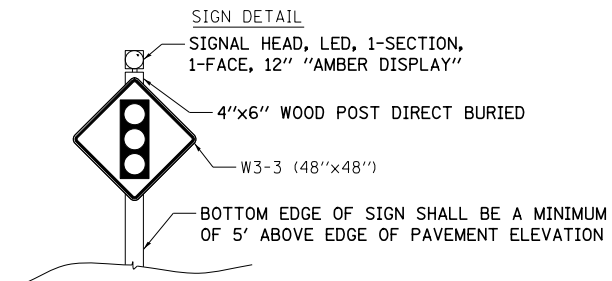 SIGN DETAIL
SIGNAL HEAD, LED, 1-SECTION,
1-FACE, 12" "AMBER DISPLAY"
4"x6" WOOD POST DIRECT BURIED
W3-3 (48"x48")
BOTTOM EDGE OF SIGN SHALL BE A MINIMUM
OF 5' ABOVE EDGE OF PAVEMENT ELEVATION